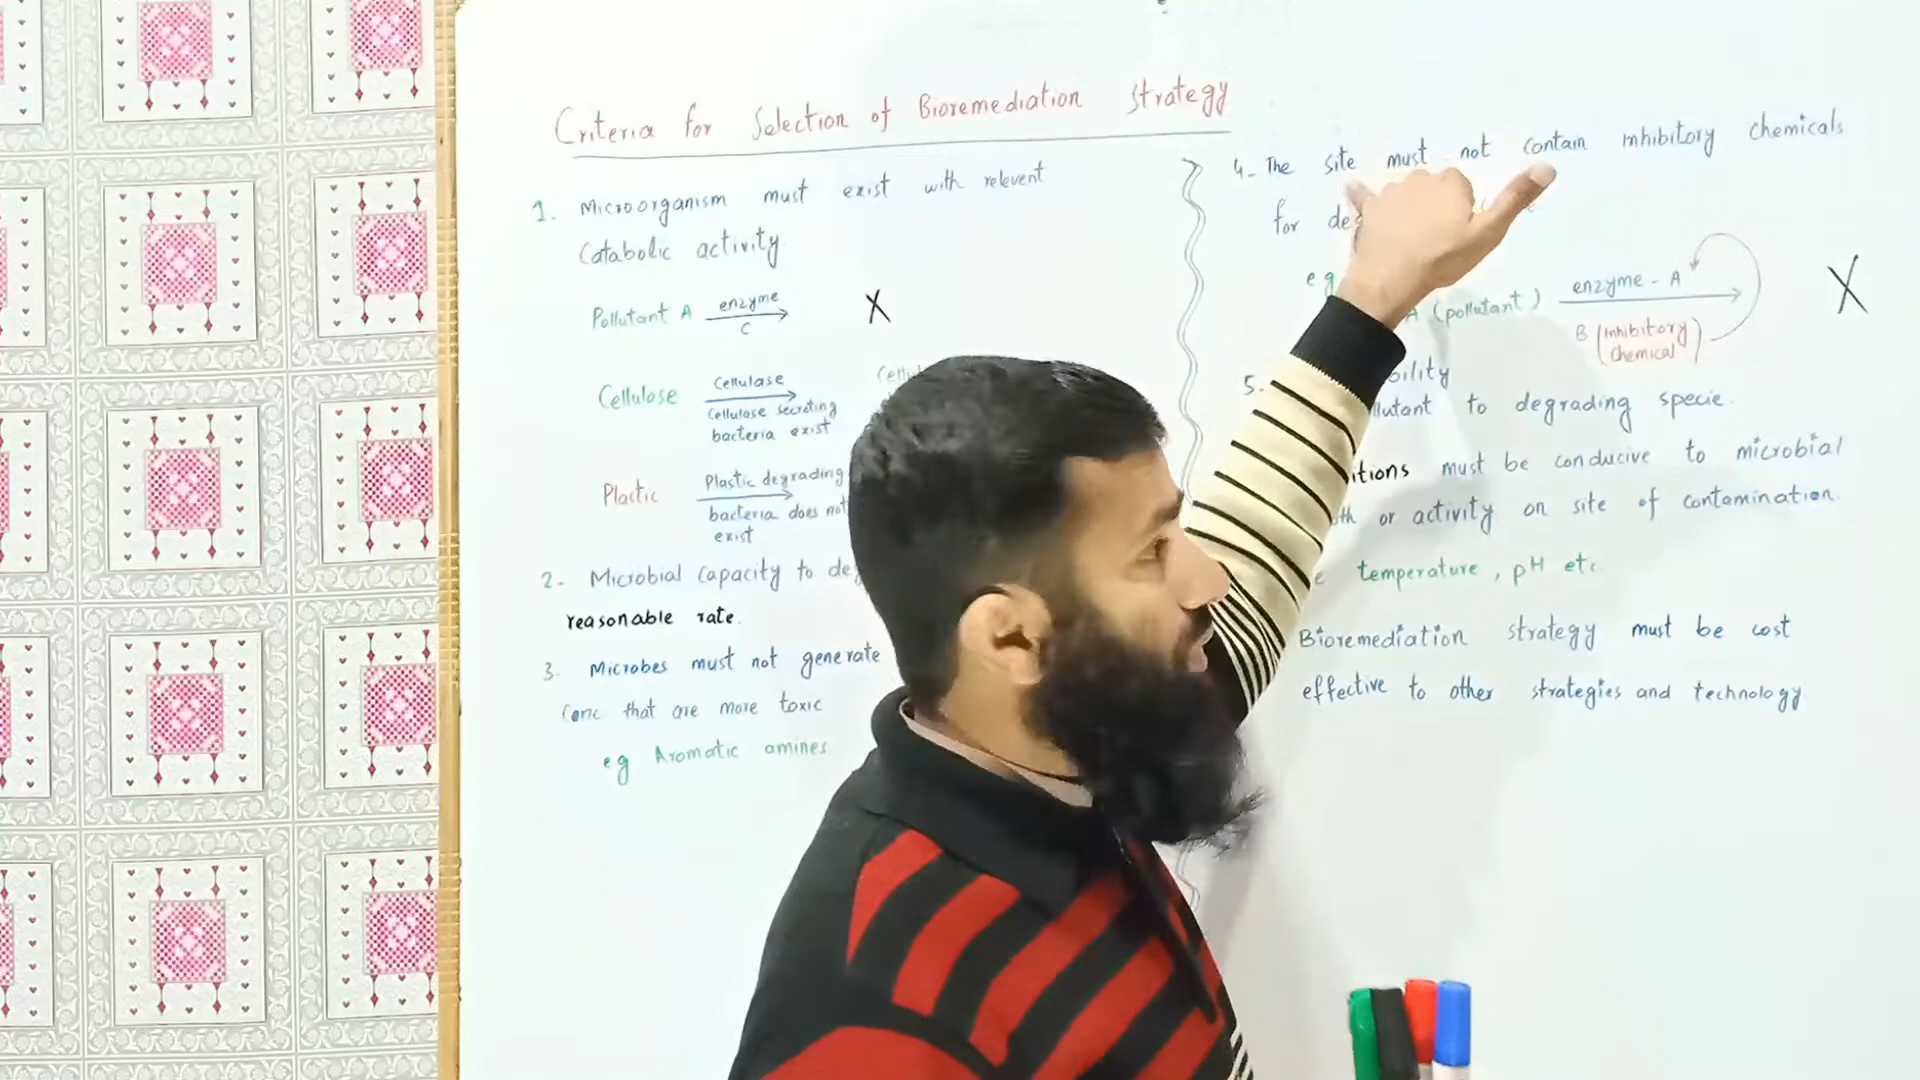 Criteria for Selection of Bioremediation Strategy
1. Microorganism must exist with relevent
Catabolic activity
Pollutant A enzyme C X
Cellulose Cellulase
Cellulose secreting
bacteria exist
Plastic Plastic degrading
bacteria does not
exist
2- Microbial capacity to
reasonable rate.
3. Microbes must not generate
Conc that are more toxic
eg Aromatic amines
4- The site must not contain inhibitory chemicals
for
eg A (pollutant) enzyme - A X
B (inhibitory
chemical)
5.
to degrading specie.
must be conducive to microbial
or activity on site of contamination.
temperature, pH etc
Bioremediation strategy must be cost
effective to other strategies and technology